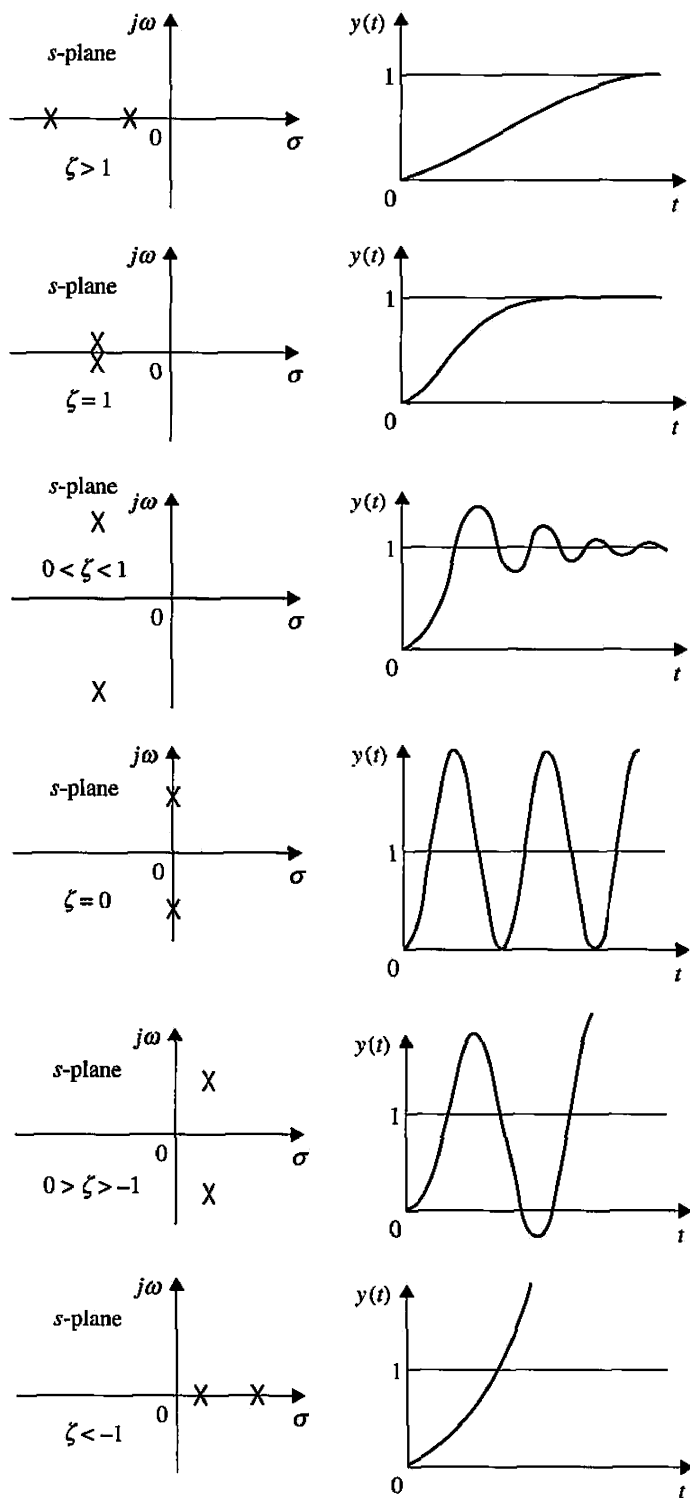 jω
s-plane
0
σ
ζ > 1
y(t)
1
0
t
jω
s-plane
0
σ
ζ = 1
y(t)
1
0
t
s-plane
jω
0 < ζ < 1
0
σ
y(t)
1
0
t
jω
s-plane
0
σ
ζ = 0
y(t)
1
0
t
jω
s-plane
0
σ
0 > ζ > −1
y(t)
1
0
t
jω
s-plane
0
σ
ζ < −1
y(t)
1
0
t